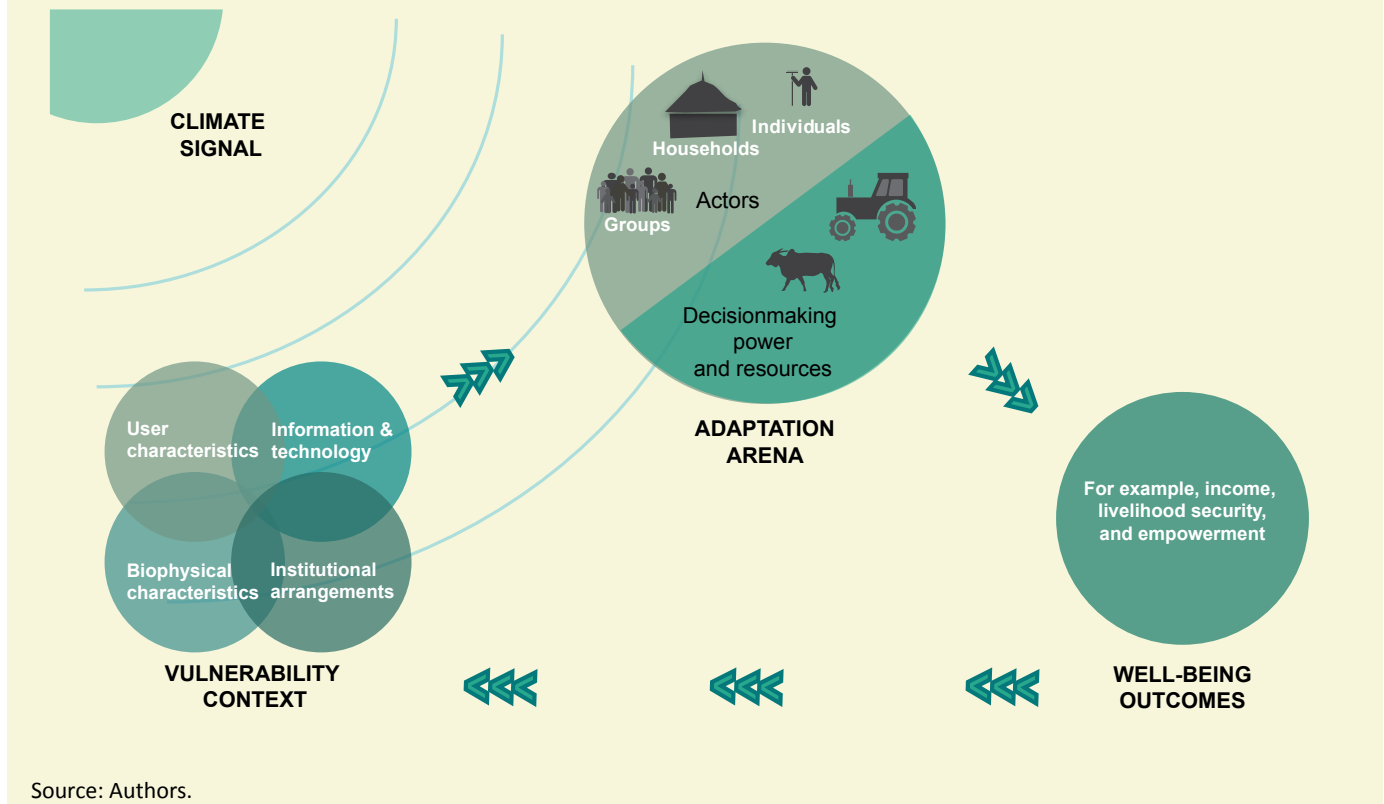 CLIMATE
SIGNAL
Individuals
Households
Groups
Actors
Decisionmaking
power
and resources
ADAPTATION
ARENA
User
characteristics
Information &
technology
Biophysical
characteristics
Institutional
arrangements
VULNERABILITY
CONTEXT
For example, income,
livelihood security,
and empowerment
WELL-BEING
OUTCOMES
Source: Authors.